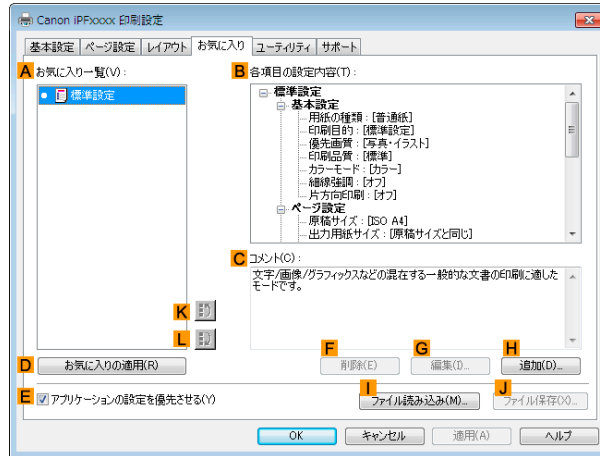 Canon iPFxxxx 印刷設定
基本設定 ページ設定 レイアウト お気に入り ユーティリティ サポート
A お気に入り一覧(V) :
標準設定
B 各項目の設定内容(T) :
標準設定
基本設定
用紙の種類 : [普通紙]
印刷目的 : [標準設定]
優先画質 : [写真・イラスト]
印刷品質 : [標準]
カラーモード : [カラー]
細線強調 : [オフ]
片方向印刷 : [オフ]
ページ設定
原稿サイズ : [ISO A4]
出力用紙サイズ : [原稿サイズと同じ]
C コメント(C) :
文字/画像/グラフィックスなどの混在する一般的な文書の印刷に適した
モードです。
K
L
D お気に入りの適用(R)
F 削除(E)
G 編集(I)...
H 追加(D)...
E アプリケーションの設定を優先させる(Y)
I ファイル読み込み(M)...
J ファイル保存(X)...
OK キャンセル 適用(A) ヘルプ